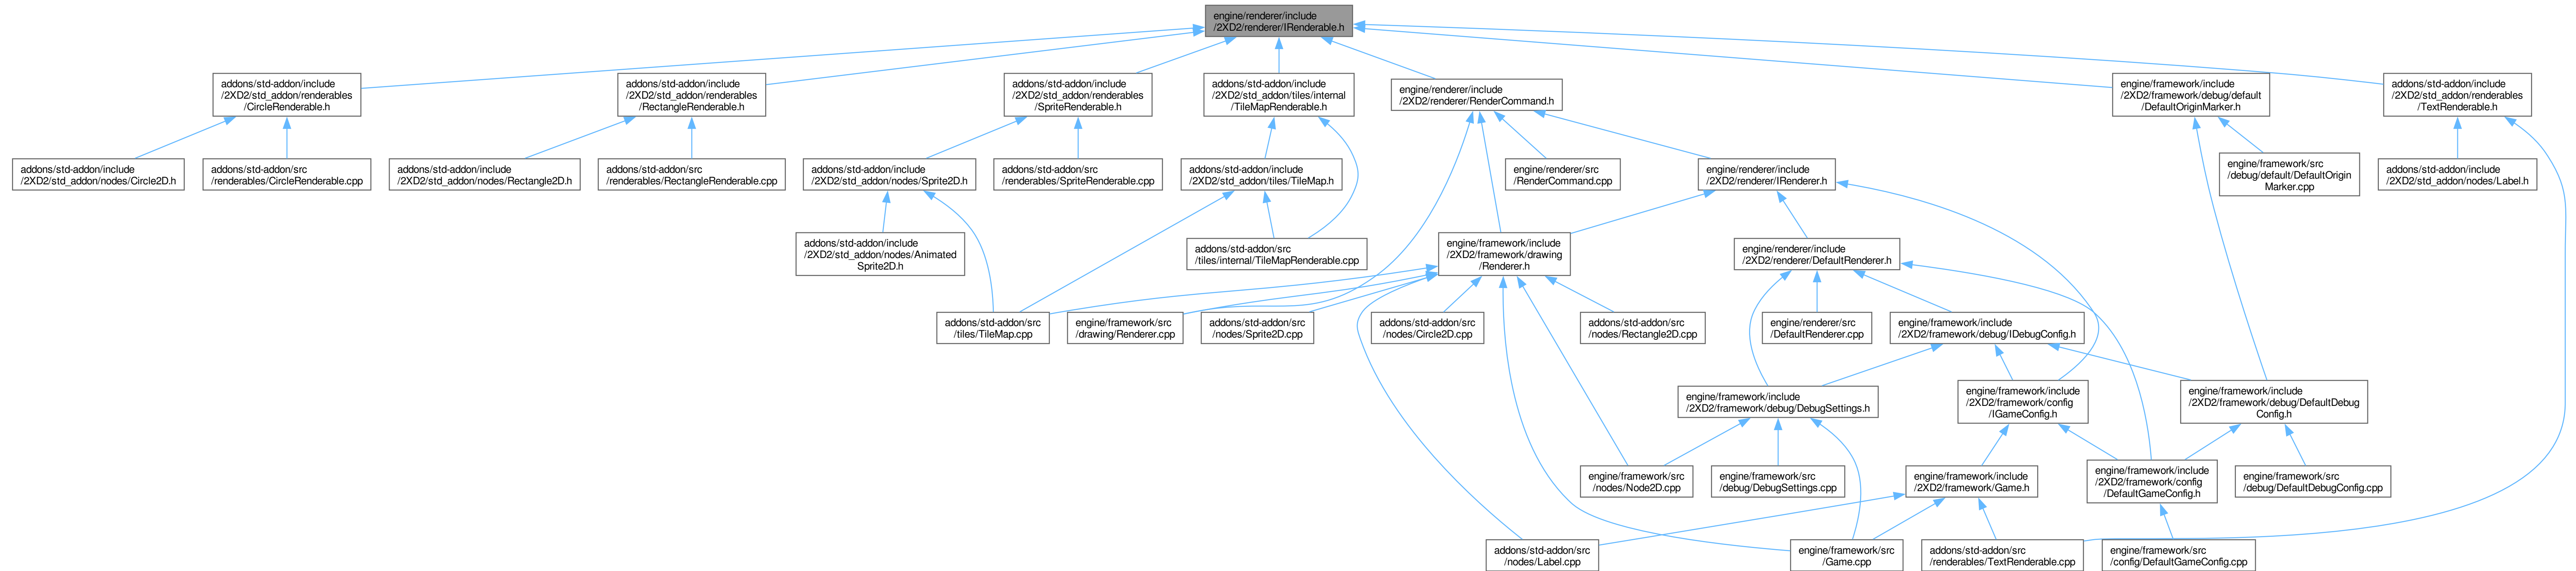 engine/renderer/include
/2XD2/renderer/IRenderable.h
addons/std-addon/include
/2XD2/std_addon/renderables
/CircleRenderable.h
addons/std-addon/include
/2XD2/std_addon/renderables
/RectangleRenderable.h
addons/std-addon/include
/2XD2/std_addon/renderables
/SpriteRenderable.h
addons/std-addon/include
/2XD2/std_addon/tiles/internal
/TileMapRenderable.h
engine/renderer/include
/2XD2/renderer/RenderCommand.h
engine/framework/include
/2XD2/framework/debug/default
/DefaultOriginMarker.h
addons/std-addon/include
/2XD2/std_addon/renderables
/TextRenderable.h
addons/std-addon/include
/2XD2/std_addon/nodes/Circle2D.h
addons/std-addon/src
/renderables/CircleRenderable.cpp
addons/std-addon/include
/2XD2/std_addon/nodes/Rectangle2D.h
addons/std-addon/src
/renderables/RectangleRenderable.cpp
addons/std-addon/include
/2XD2/std_addon/nodes/Sprite2D.h
addons/std-addon/src
/renderables/SpriteRenderable.cpp
addons/std-addon/include
/2XD2/std_addon/tiles/TileMap.h
engine/renderer/src
/RenderCommand.cpp
engine/renderer/include
/2XD2/renderer/IRenderer.h
engine/framework/src
/debug/default/DefaultOrigin
Marker.cpp
addons/std-addon/include
/2XD2/std_addon/nodes/Label.h
addons/std-addon/include
/2XD2/std_addon/nodes/Animated
Sprite2D.h
addons/std-addon/src
/tiles/internal/TileMapRenderable.cpp
engine/framework/include
/2XD2/framework/drawing
/Renderer.h
engine/renderer/include
/2XD2/renderer/DefaultRenderer.h
addons/std-addon/src
/tiles/TileMap.cpp
engine/framework/src
/drawing/Renderer.cpp
addons/std-addon/src
/nodes/Sprite2D.cpp
addons/std-addon/src
/nodes/Circle2D.cpp
addons/std-addon/src
/nodes/Rectangle2D.cpp
engine/renderer/src
/DefaultRenderer.cpp
engine/framework/include
/2XD2/framework/debug/IDebugConfig.h
engine/framework/include
/2XD2/framework/debug/DebugSettings.h
engine/framework/include
/2XD2/framework/config
/IGameConfig.h
engine/framework/include
/2XD2/framework/debug/DefaultDebug
Config.h
engine/framework/src
/nodes/Node2D.cpp
engine/framework/src
/debug/DebugSettings.cpp
engine/framework/include
/2XD2/framework/Game.h
engine/framework/include
/2XD2/framework/config
/DefaultGameConfig.h
engine/framework/src
/debug/DefaultDebugConfig.cpp
addons/std-addon/src
/nodes/Label.cpp
engine/framework/src
/Game.cpp
addons/std-addon/src
/renderables/TextRenderable.cpp
engine/framework/src
/config/DefaultGameConfig.cpp